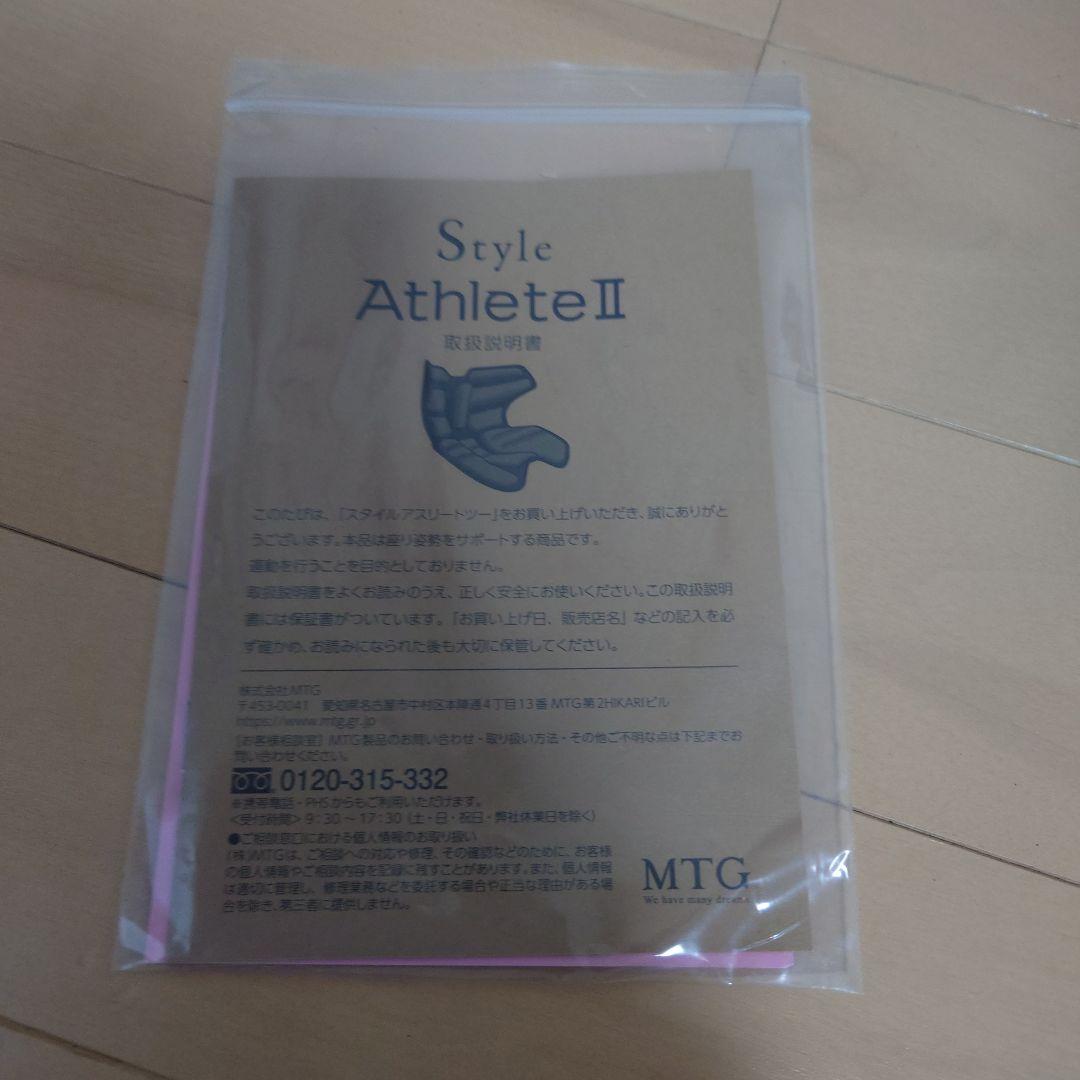 Style
Athlete Ⅱ
取扱説明書
このたびは、「スタイルアスリートツー」をお買い上げいただき、誠にありがと
うございます。本品は座り姿勢をサポートする商品です。
運動を行うことを目的としておりません。
取扱説明書をよくお読みのうえ、正しく安全にお使いください。この取扱説明
書には保証書がついています。「お買い上げ日、販売店名」などの記入を必
ず確かめ、お読みになられた後も大切に保管してください。
株式会社MTG
〒453-0041 愛知県名古屋市中村区本陣通4丁目13番 MTG第2HIKARIビル
https://www.mtg.gr.jp
［お客様相談室］MTG製品のお問い合わせ・取り扱い方法・その他ご不明な点は下記までお
問い合わせください。
0120-315-332
※携帯電話・PHSからもご利用いただけます。
<受付時間> 9:30～17:30（土・日・祝日・弊社休業日を除く）
●ご相談窓口における個人情報のお取り扱い
（株）MTGは、ご相談への対応や修理、その確認などのために、お客様
の個人情報やご相談内容を記録に残すことがあります。また、個人情報
は適切に管理し、修理業務などを委託する場合や正当な理由がある場
合を除き、第三者に提供しません。
MTG
We have many dreams.